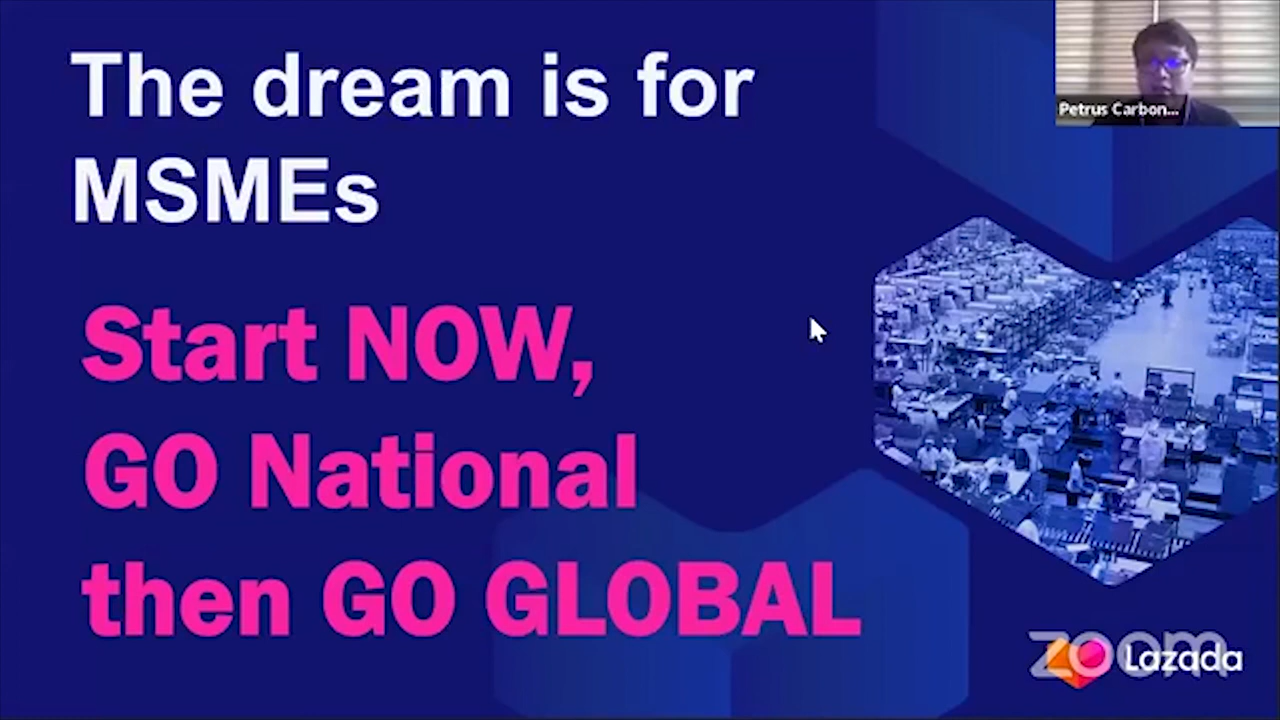 The dream is for
MSMEs
Start NOW,
GO National
then GO GLOBAL
Petrus Carbon...
zoom
Lazada